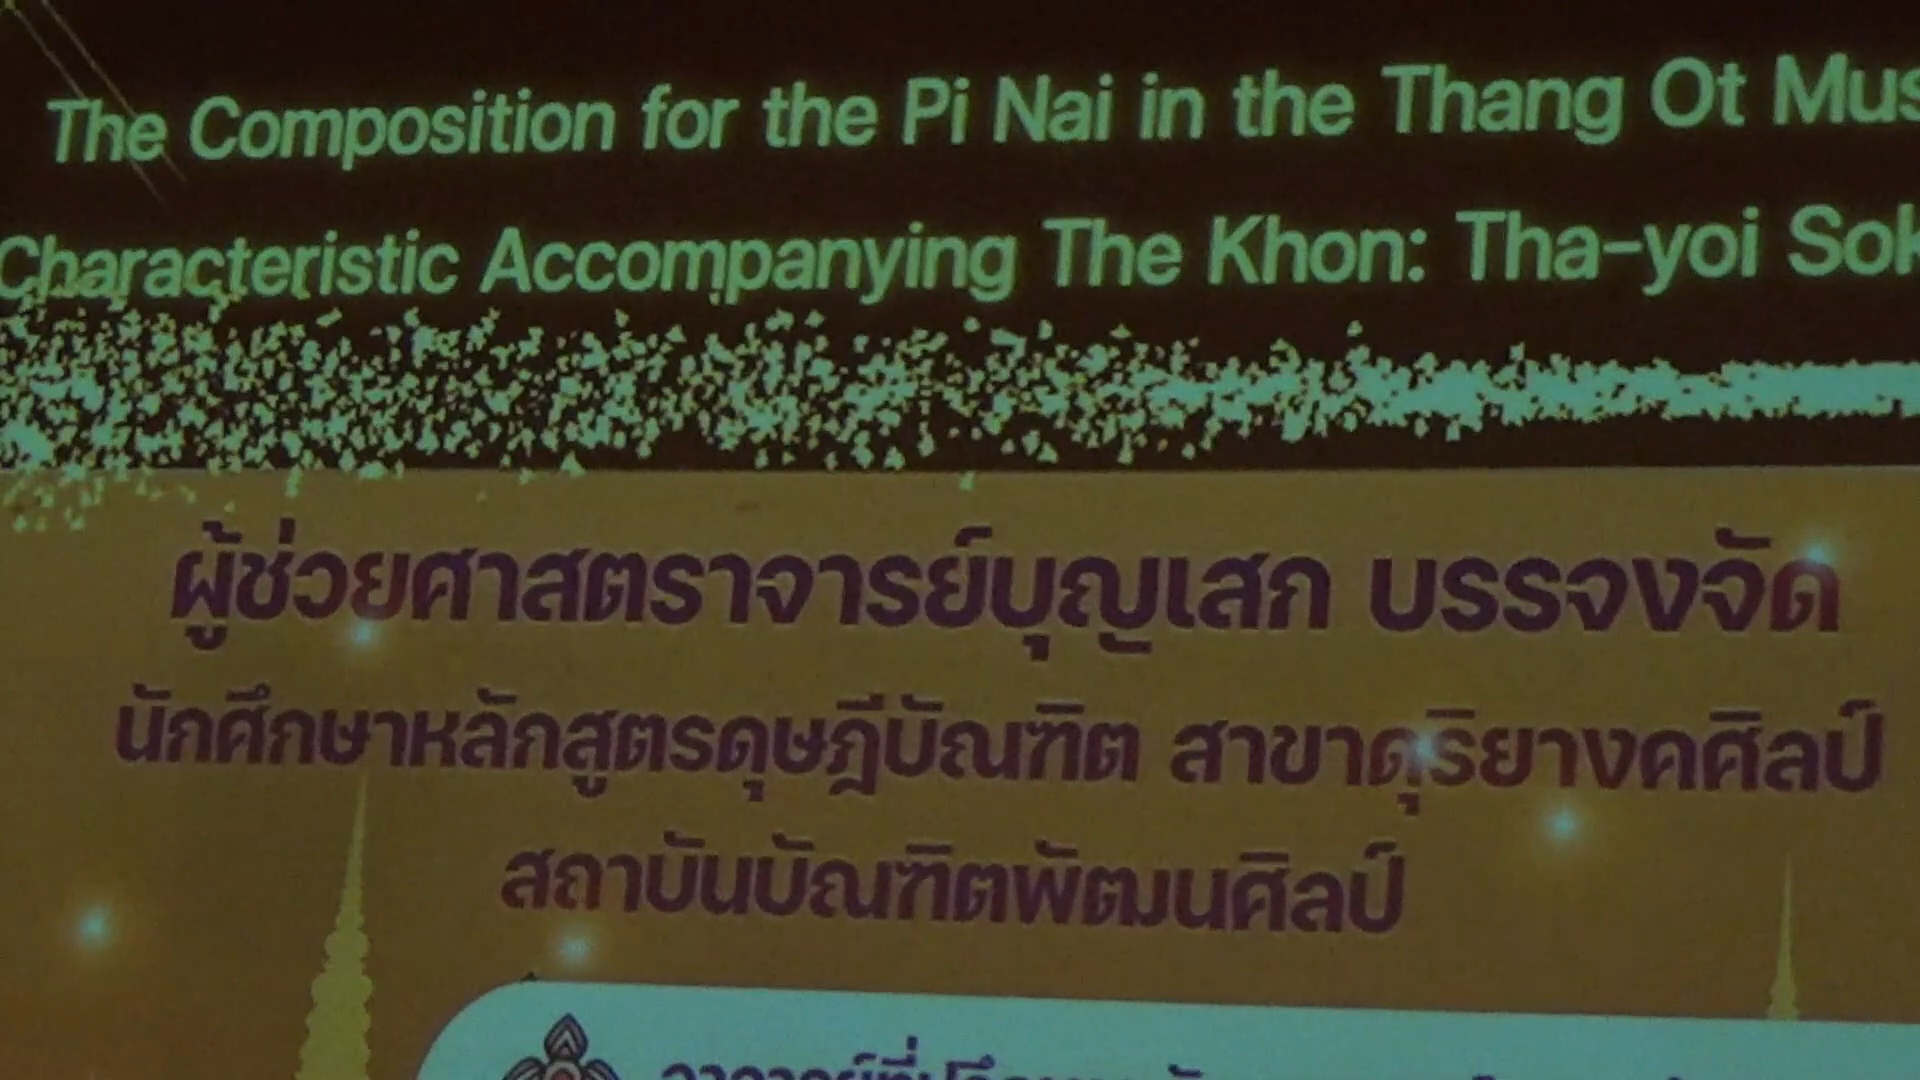 The Composition for the Pi Nai in the Thang Ot
Characteristic Accompanying The Khon: Tha-yoi
ผู้ช่วยศาสตราจารย์บุญเสก บรรจงจัด
นักศึกษาหลักสูตรดุษฎีบัณฑิต สาขาดุริยางคศิลป์
สถาบันบัณฑิตพัฒนศิลป์